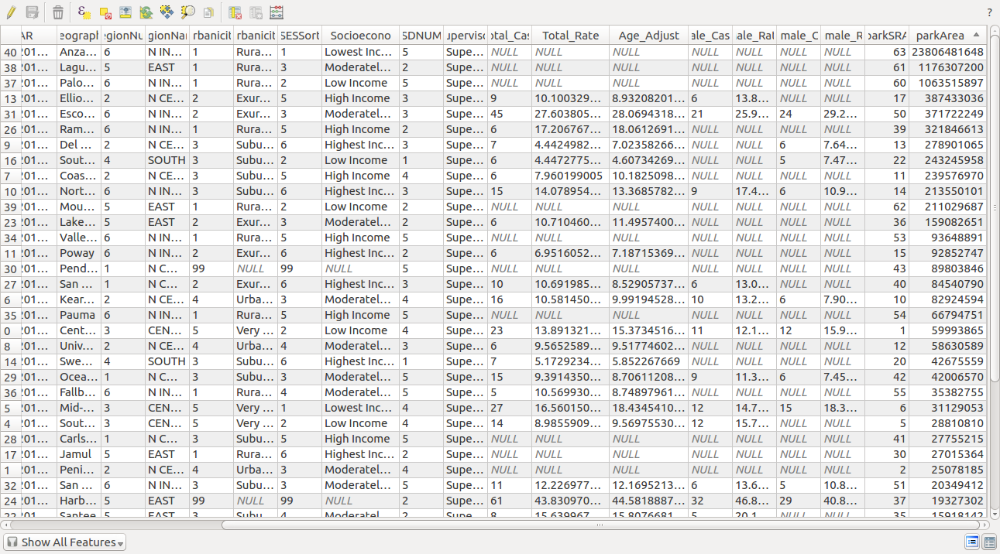 ?
AR eograph egionNu gionNar rbanicit rbanicit SESSort Socioecono SDNUM upervisc otal_Cas Total_Rate Age_Adjust ale_Cas ale_Rat male_C male_R parkSRA parkArea
40 201… Anza… 6 N IN… 1 Rura… 1 Lowest Inc… 5 Supe… NULL NULL NULL NULL NULL NULL NULL 63 23806481648
38 201… Lagu… 5 EAST 1 Rura… 3 Moderatel… 2 Supe… NULL NULL NULL NULL NULL NULL NULL 61 1176307200
37 201… Palo… 6 N IN… 1 Rura… 2 Low Income 5 Supe… NULL NULL NULL NULL NULL NULL NULL 60 1063515897
13 201… Ellio… 2 N CE… 2 Exur… 5 High Income 3 Supe… 9 10.100329… 8.93208201… 6 13.8… NULL NULL 17 387433036
31 201… Esco… 6 N IN… 2 Exur… 3 Moderatel… 3 Supe… 45 27.603805… 28.0694318… 21 25.9… 24 29.2… 50 371722249
26 201… Ram… 6 N IN… 1 Rura… 5 High Income 2 Supe… 6 17.206767… 18.0612691… NULL NULL NULL NULL 39 321846613
9 201… Del … 2 N CE… 3 Subu… 6 Highest Inc… 3 Supe… 7 4.4424982… 7.02358266… NULL NULL 6 7.64… 13 278901065
16 201… Sout… 4 SOUTH 3 Subu… 2 Low Income 1 Supe… 6 4.4472775… 4.60734269… NULL NULL 5 7.47… 22 243245958
7 201… Coas… 2 N CE… 3 Subu… 5 High Income 4 Supe… 6 7.960199005 10.1825098… NULL NULL NULL NULL 11 239576970
10 201… Nort… 6 N IN… 3 Subu… 6 Highest Inc… 3 Supe… 15 14.078954… 13.3685782… 9 17.4… 6 10.9… 14 213550101
39 201… Mou… 5 EAST 1 Rura… 2 Low Income 2 Supe… NULL NULL NULL NULL NULL NULL NULL 62 211029687
23 201… Lake… 5 EAST 2 Exur… 3 Moderatel… 2 Supe… 6 10.710460… 11.4957400… NULL NULL NULL NULL 36 159082651
34 201… Valle… 6 N IN… 1 Rura… 5 High Income 5 Supe… NULL NULL NULL NULL NULL NULL NULL 53 93648891
11 201… Poway 6 N IN… 2 Exur… 6 Highest Inc… 2 Supe… 6 6.9516052… 7.18715369… NULL NULL NULL NULL 15 92852747
30 201… Pend… 1 N C… 99 NULL 99 NULL 5 Supe… NULL NULL NULL NULL NULL NULL NULL 43 89803846
27 201… San … 1 N C… 2 Exur… 6 Highest Inc… 3 Supe… 10 10.691985… 8.52905737… 6 13.0… NULL NULL 40 84540790
6 201… Kear… 2 N CE… 4 Urba… 3 Moderatel… 4 Supe… 16 10.581450… 9.99194528… 10 13.2… 6 7.90… 10 82924594
35 201… Pauma 6 N IN… 1 Rura… 5 High Income 5 Supe… NULL NULL NULL NULL NULL NULL NULL 54 66794751
0 201… Cent… 3 CEN… 5 Very … 2 Low Income 4 Supe… 23 13.891321… 15.3734516… 11 12.1… 12 15.9… 1 59993865
8 201… Univ… 2 N CE… 4 Urba… 4 Moderatel… 3 Supe… 6 9.5652589… 9.51774602… NULL NULL NULL NULL 12 58630589
14 201… Swe… 4 SOUTH 3 Subu… 6 Highest Inc… 1 Supe… 7 5.1729234… 5.852267669 NULL NULL NULL NULL 20 42675559
29 201… Ocea… 1 N C… 3 Subu… 3 Moderatel… 5 Supe… 15 9.3914350… 8.70611208… 9 11.3… 6 7.45… 42 42006570
36 201… Fallb… 6 N IN… 1 Rura… 4 Moderatel… 5 Supe… 5 10.569930… 8.74897961… NULL NULL NULL NULL 55 35382755
5 201… Mid-… 3 CEN… 5 Very … 1 Lowest Inc… 4 Supe… 27 16.560150… 18.4345410… 12 14.7… 15 18.3… 6 31129053
4 201… Sout… 3 CEN… 5 Very … 2 Low Income 4 Supe… 14 8.9855909… 9.56975530… 12 15.7… NULL NULL 5 28810810
28 201… Carls… 1 N C… 3 Subu… 5 High Income 5 Supe… NULL NULL NULL NULL NULL NULL NULL 41 27755215
17 201… Jamul 5 EAST 1 Rura… 6 Highest Inc… 2 Supe… NULL NULL NULL NULL NULL NULL NULL 30 27015364
1 201… Peni… 2 N CE… 4 Urba… 3 Moderatel… 4 Supe… NULL NULL NULL NULL NULL NULL NULL 2 25078185
32 201… San … 6 N IN… 3 Subu… 3 Moderatel… 5 Supe… 11 12.226977… 12.1695213… 6 13.6… 5 10.8… 51 20349412
24 201… Harb… 5 EAST 99 NULL 99 NULL 2 Supe… 61 43.830970… 44.5818887… 32 46.8… 29 40.8… 37 19327302
22 201… Santee 5 EAST 3 Subu… 4 Moderatel… 2 Supe… 8 15.639967… 15.8076681… 5 20.1… NULL NULL 35 15918142
Show All Features